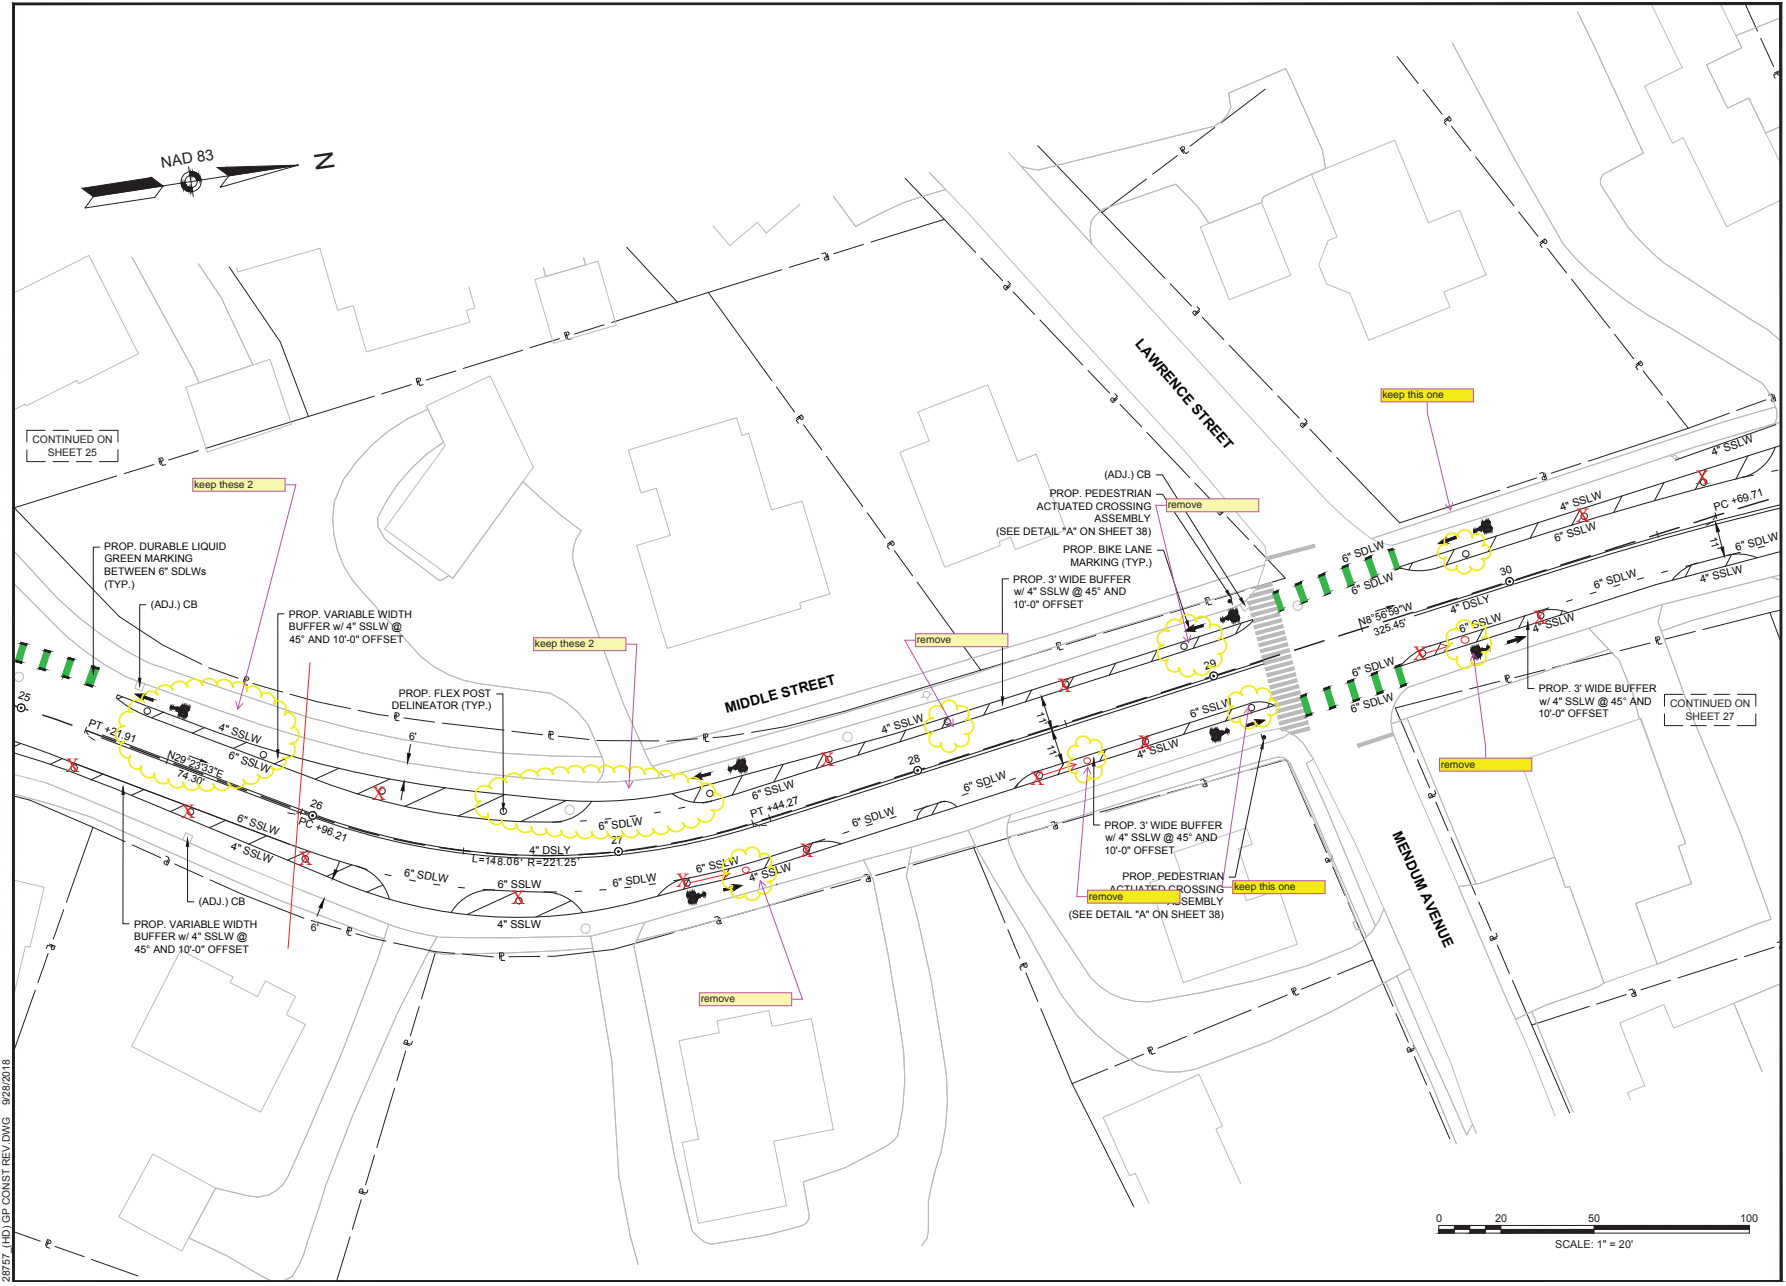 NAD 83
Z
CONTINUED ON
SHEET 25
keep these 2
PROP. DURABLE LIQUID
GREEN MARKING
BETWEEN 6" SDLWs
(TYP.)
(ADJ.) CB
PROP. VARIABLE WIDTH
BUFFER w/ 4" SSLW @
45° AND 10'-0" OFFSET
keep these 2
PROP. FLEX POST
DELINEATOR (TYP.)
MIDDLE STREET
LAWRENCE STREET
(ADJ.) CB
PROP. PEDESTRIAN
ACTUATED CROSSING
ASSEMBLY
(SEE DETAIL "A" ON SHEET 38)
PROP. BIKE LANE
MARKING (TYP.)
PROP. 3' WIDE BUFFER
w/ 4" SSLW @ 45° AND
10'-0" OFFSET
remove
remove
keep this one
4" SSLW
4" SSLW
6" SSLW
PC +69.71
11'
6" SDLW
6" SDLW
6" SDLW
30
6" SDLW
4" SSLW
N8°56'59"W
325.45'
4" DSLY
6" SSLW
4" SSLW
6" SDLW
6" SDLW
PROP. 3' WIDE BUFFER
w/ 4" SSLW @ 45° AND
10'-0" OFFSET
CONTINUED ON
SHEET 27
remove
25
PT +21.91
4" SSLW
6" SSLW
N29°23'33"E
74.30'
26
PC +96.21
6'
6" SSLW
4" SSLW
6" SDLW
4" DSLY
L=148.06' R=221.25'
27
6" SDLW
6" SSLW
PT +44.27
28
4" SSLW
29
11'
11'
6" SSLW
4" SSLW
6" SDLW
6" SDLW
6" SSLW
4" SSLW
6" SDLW
6" SSLW
4" SSLW
6'
(ADJ.) CB
PROP. VARIABLE WIDTH
BUFFER w/ 4" SSLW @
45° AND 10'-0" OFFSET
PROP. 3' WIDE BUFFER
w/ 4" SSLW @ 45° AND
10'-0" OFFSET
PROP. PEDESTRIAN
ACTUATED CROSSING
ASSEMBLY
(SEE DETAIL "A" ON SHEET 38)
remove
keep this one
remove
MENDUM AVENUE
0 20 50 100
SCALE: 1" = 20'
28757_(HD) GP CONST REV.DWG 9/28/2018